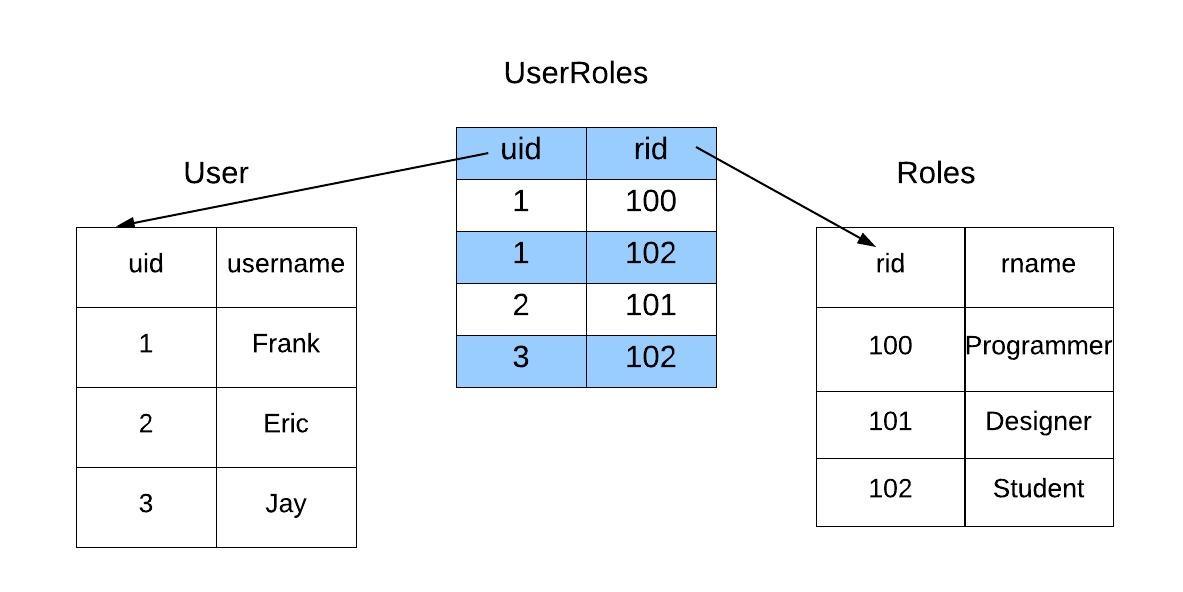 UserRoles
uid rid
1 100
1 102
2 101
3 102
User
uid username
1 Frank
2 Eric
3 Jay
Roles
rid rname
100 Programmer
101 Designer
102 Student